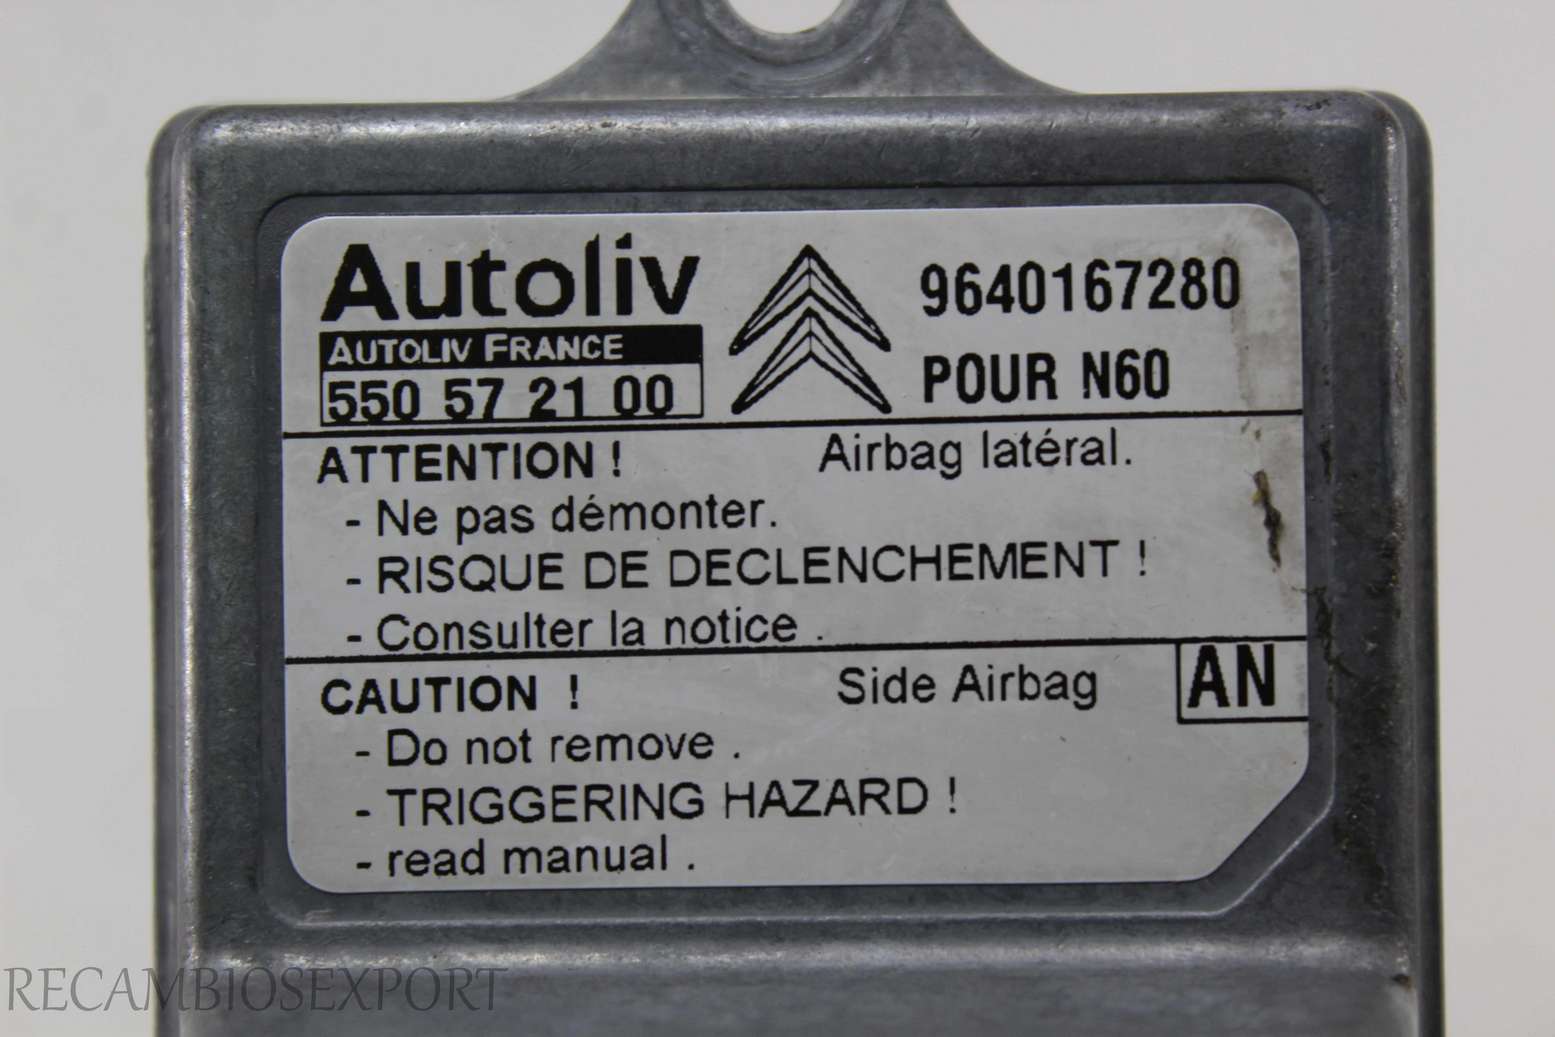 Autoliv
AUTOLIV FRANCE
550 57 21 00
9640167280
POUR N60
ATTENTION ! Airbag latéral.
- Ne pas démonter.
- RISQUE DE DECLENCHEMENT !
- Consulter la notice .
CAUTION ! Side Airbag AN
- Do not remove .
- TRIGGERING HAZARD !
- read manual .
RECAMBIOSEXPORT